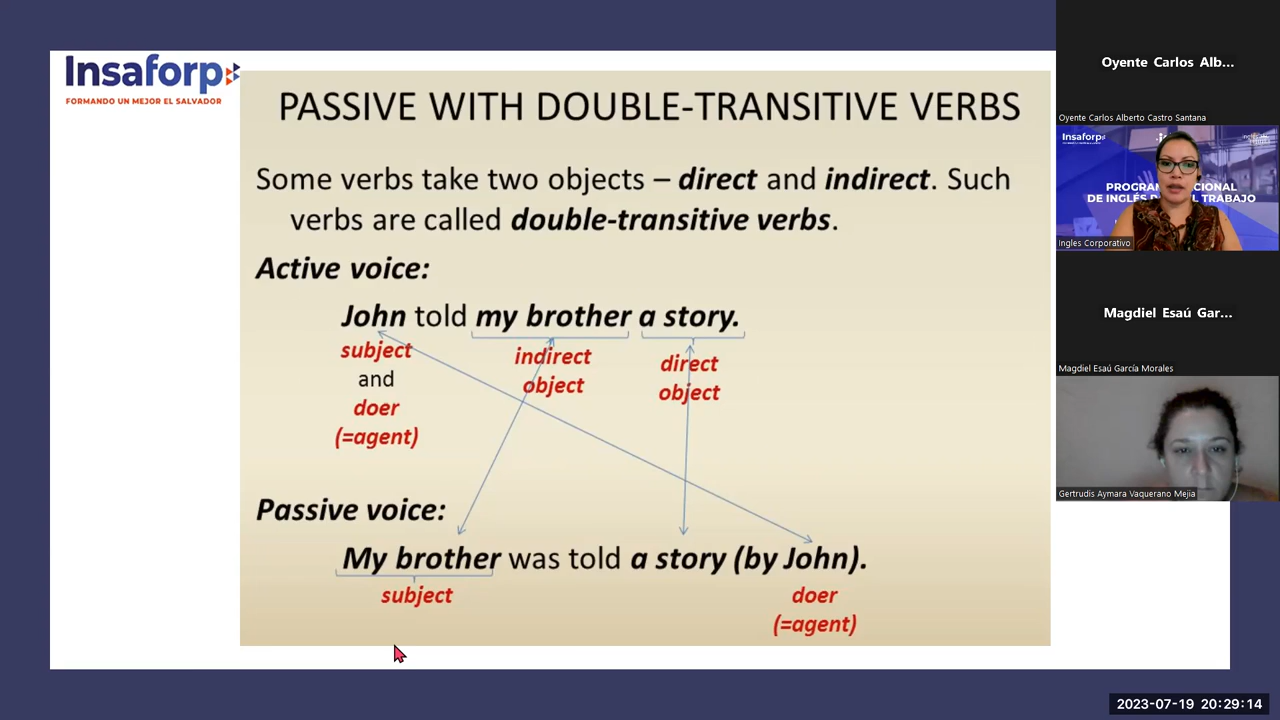 Insaforp
FORMANDO UN MEJOR EL SALVADOR
PASSIVE WITH DOUBLE-TRANSITIVE VERBS
Some verbs take two objects – direct and indirect. Such
verbs are called double-transitive verbs.
Active voice:
John told my brother a story.
subject
and
doer
(=agent)
indirect
object
direct
object
Passive voice:
My brother was told a story (by John).
subject
doer
(=agent)
Oyente Carlos Alb...
Oyente Carlos Alberto Castro Santana
Insaforp
Ingles Corporativo
Magdiel Esaú Gar...
Magdiel Esaú García Morales
Gertrudis Aymara Vaquerano Mejia
2023-07-19 20:29:14